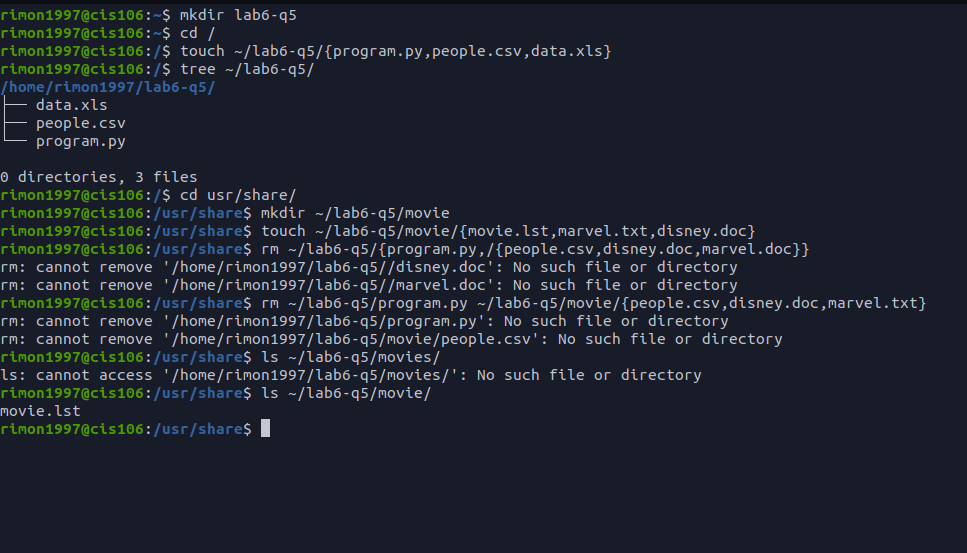 rimon1997@cis106:~$ mkdir lab6-q5
rimon1997@cis106:~$ cd /
rimon1997@cis106:/$ touch ~/lab6-q5/{program.py,people.csv,data.xls}
rimon1997@cis106:/$ tree ~/lab6-q5/
/home/rimon1997/lab6-q5/
├── data.xls
├── people.csv
└── program.py
0 directories, 3 files
rimon1997@cis106:/$ cd usr/share/
rimon1997@cis106:/usr/share$ mkdir ~/lab6-q5/movie
rimon1997@cis106:/usr/share$ touch ~/lab6-q5/movie/{movie.lst,marvel.txt,disney.doc}
rimon1997@cis106:/usr/share$ rm ~/lab6-q5/{program.py,/{people.csv,disney.doc,marvel.doc}}
rm: cannot remove '/home/rimon1997/lab6-q5//disney.doc': No such file or directory
rm: cannot remove '/home/rimon1997/lab6-q5//marvel.doc': No such file or directory
rimon1997@cis106:/usr/share$ rm ~/lab6-q5/program.py ~/lab6-q5/movie/{people.csv,disney.doc,marvel.txt}
rm: cannot remove '/home/rimon1997/lab6-q5/program.py': No such file or directory
rm: cannot remove '/home/rimon1997/lab6-q5/movie/people.csv': No such file or directory
rimon1997@cis106:/usr/share$ ls ~/lab6-q5/movies/
ls: cannot access '/home/rimon1997/lab6-q5/movies/': No such file or directory
rimon1997@cis106:/usr/share$ ls ~/lab6-q5/movie/
movie.lst
rimon1997@cis106:/usr/share$